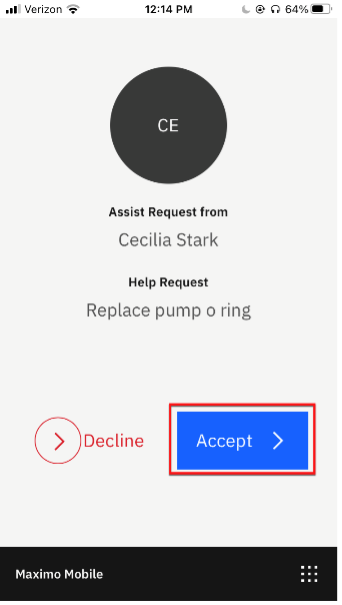 Verizon 12:14 PM 64%
CE
Assist Request from
Cecilia Stark
Help Request
Replace pump o ring
Decline Accept
Maximo Mobile